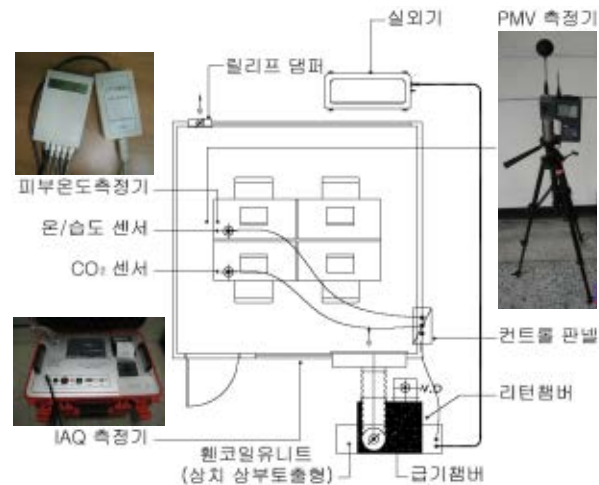 실외기
PMV 측정기
릴리프 댐퍼
피부온도측정기
온/습도 센서
CO₂ 센서
컨트롤 판넬
V.D
리턴챔버
IAQ 측정기
휀코일유니트
(상치 상부토출형)
급기챔버